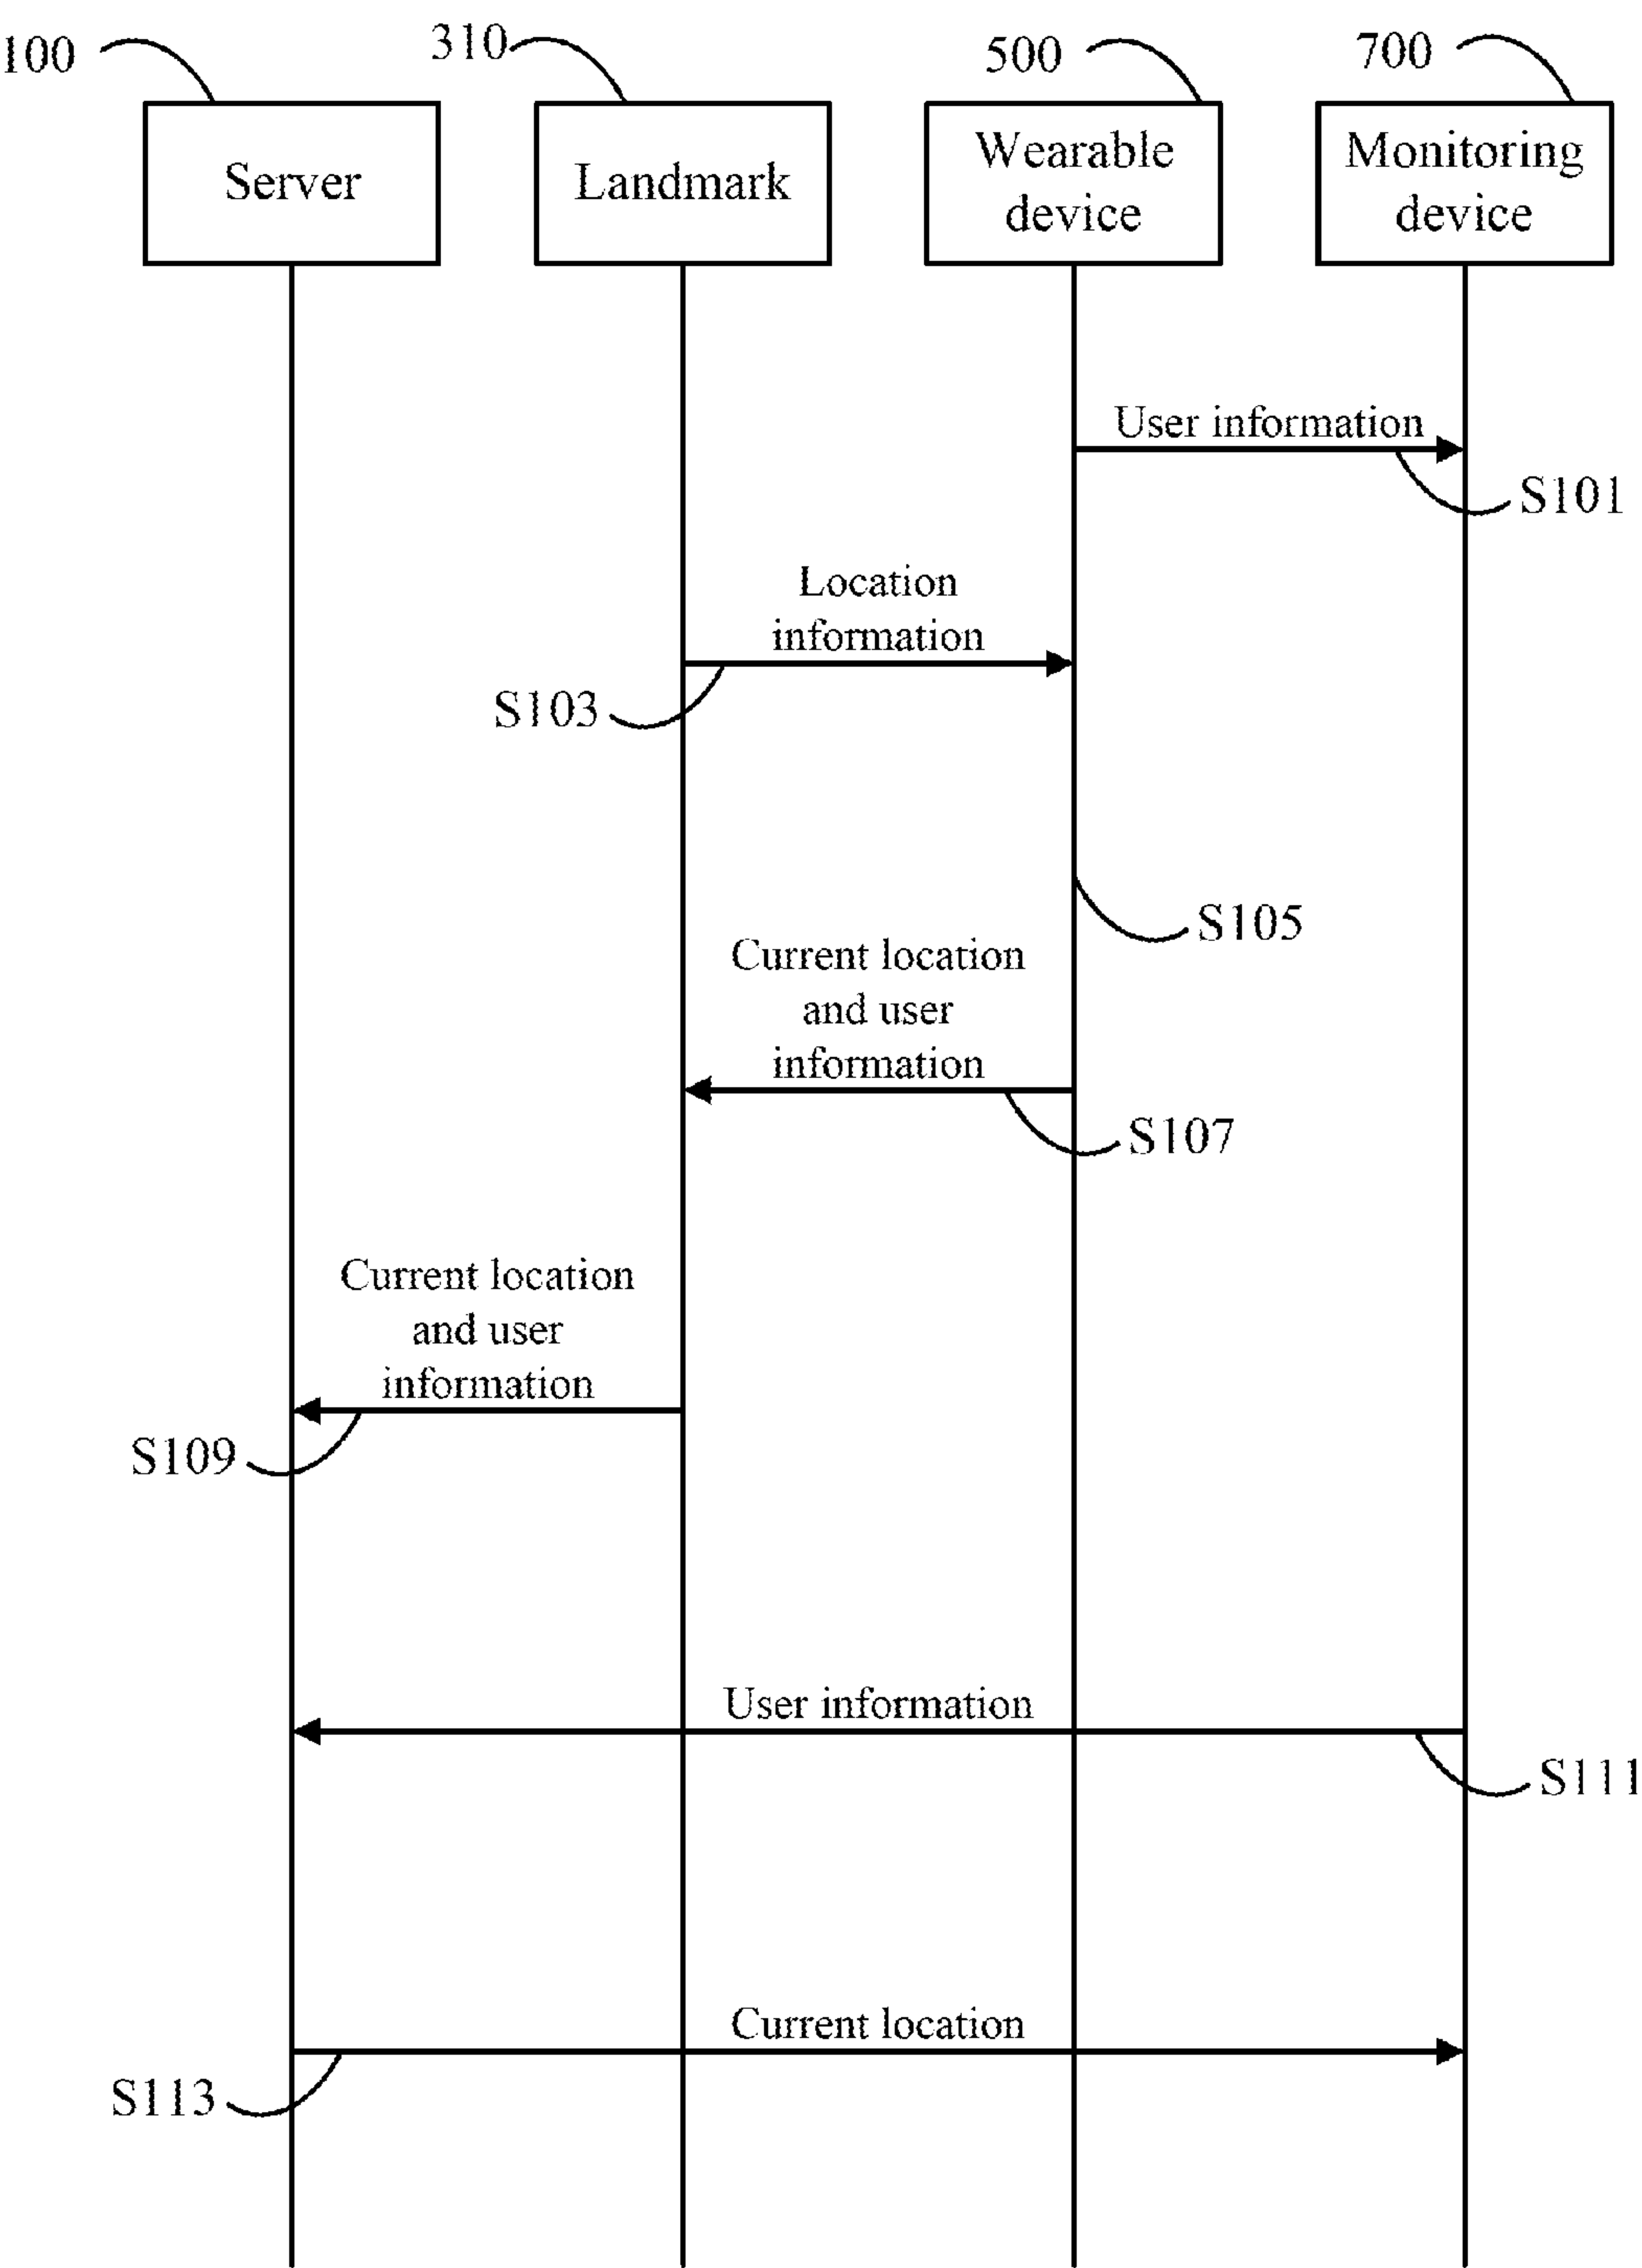 100
310
500
700
Server
Landmark
Wearable
device
Monitoring
device
User information
S101
Location
information
S103
S105
Current location
and user
information
S107
Current location
and user
information
S109
User information
S111
Current location
S113